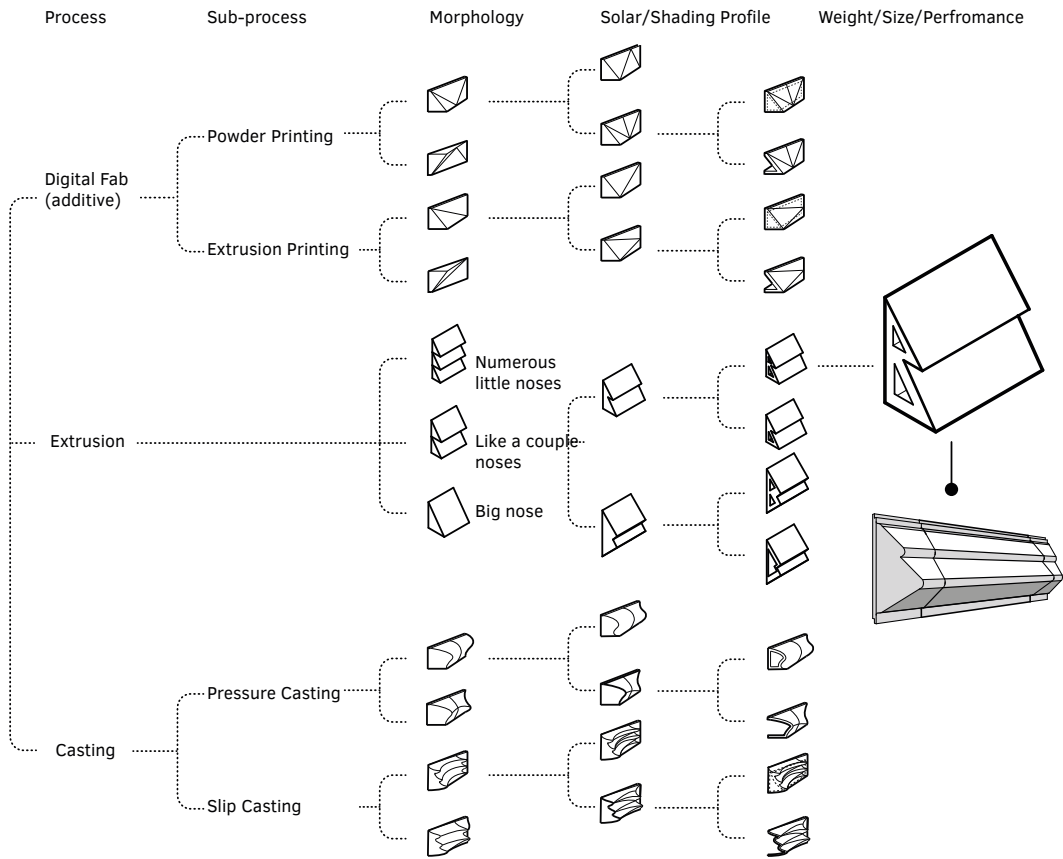 Process
Sub-process
Morphology
Solar/Shading Profile
Weight/Size/Perfromance
Powder Printing
Digital Fab
(additive)
Extrusion Printing
Numerous
little noses
Extrusion
Like a couple
noses
Big nose
Pressure Casting
Casting
Slip Casting